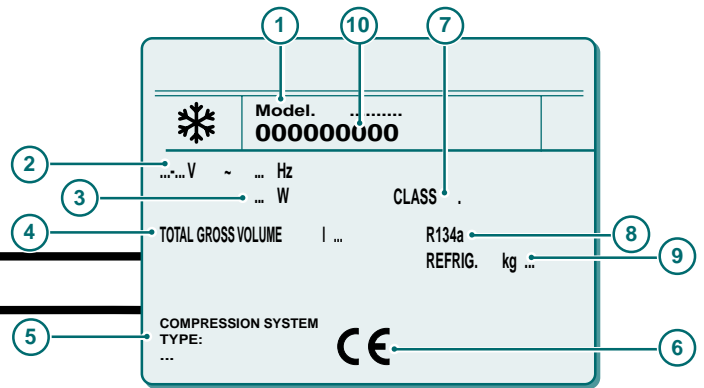 1 10 7
Model. .........
000000000
2 ...-... V ~ ... Hz
3 ... W CLASS .
4 TOTAL GROSS VOLUME l ... R134a 8
REFRIG. kg ... 9
5 COMPRESSION SYSTEM
TYPE:
...
CE 6